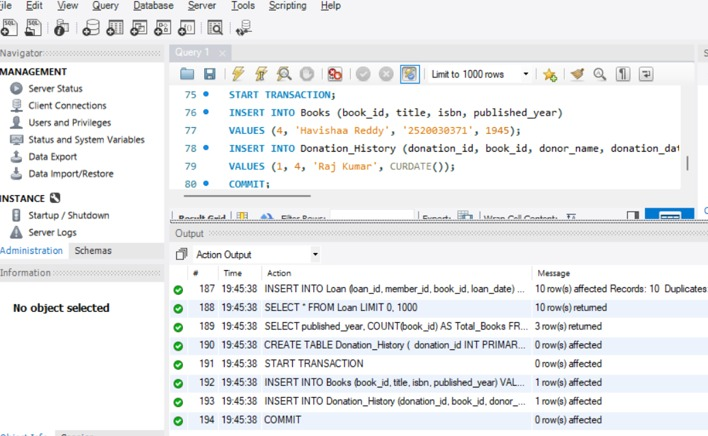 File Edit View Query Database Server Tools Scripting Help
Navigator
MANAGEMENT
Server Status
Client Connections
Users and Privileges
Status and System Variables
Data Export
Data Import/Restore
INSTANCE
Startup / Shutdown
Server Logs
Administration Schemas
Information
No object selected
Query 1
Limit to 1000 rows
75 START TRANSACTION;
76 INSERT INTO Books (book_id, title, isbn, published_year)
77 VALUES (4, 'Havishaa Reddy', '2520030371', 1945);
78 INSERT INTO Donation_History (donation_id, book_id, donor_name, donation_dat
79 VALUES (1, 4, 'Raj Kumar', CURDATE());
80 COMMIT;
Result Grid Filter Rows: Export: Wrap Cell Content:
Output
Action Output
# Time Action Message
187 19:45:38 INSERT INTO Loan (loan_id, member_id, book_id, loan_date) ... 10 row(s) affected Records: 10 Duplicates
188 19:45:38 SELECT * FROM Loan LIMIT 0, 1000 10 row(s) returned
189 19:45:38 SELECT published_year, COUNT(book_id) AS Total_Books FR... 3 row(s) returned
190 19:45:38 CREATE TABLE Donation_History ( donation_id INT PRIMAR... 0 row(s) affected
191 19:45:38 START TRANSACTION 0 row(s) affected
192 19:45:38 INSERT INTO Books (book_id, title, isbn, published_year) VAL... 1 row(s) affected
193 19:45:38 INSERT INTO Donation_History (donation_id, book_id, donor_... 1 row(s) affected
194 19:45:38 COMMIT 0 row(s) affected